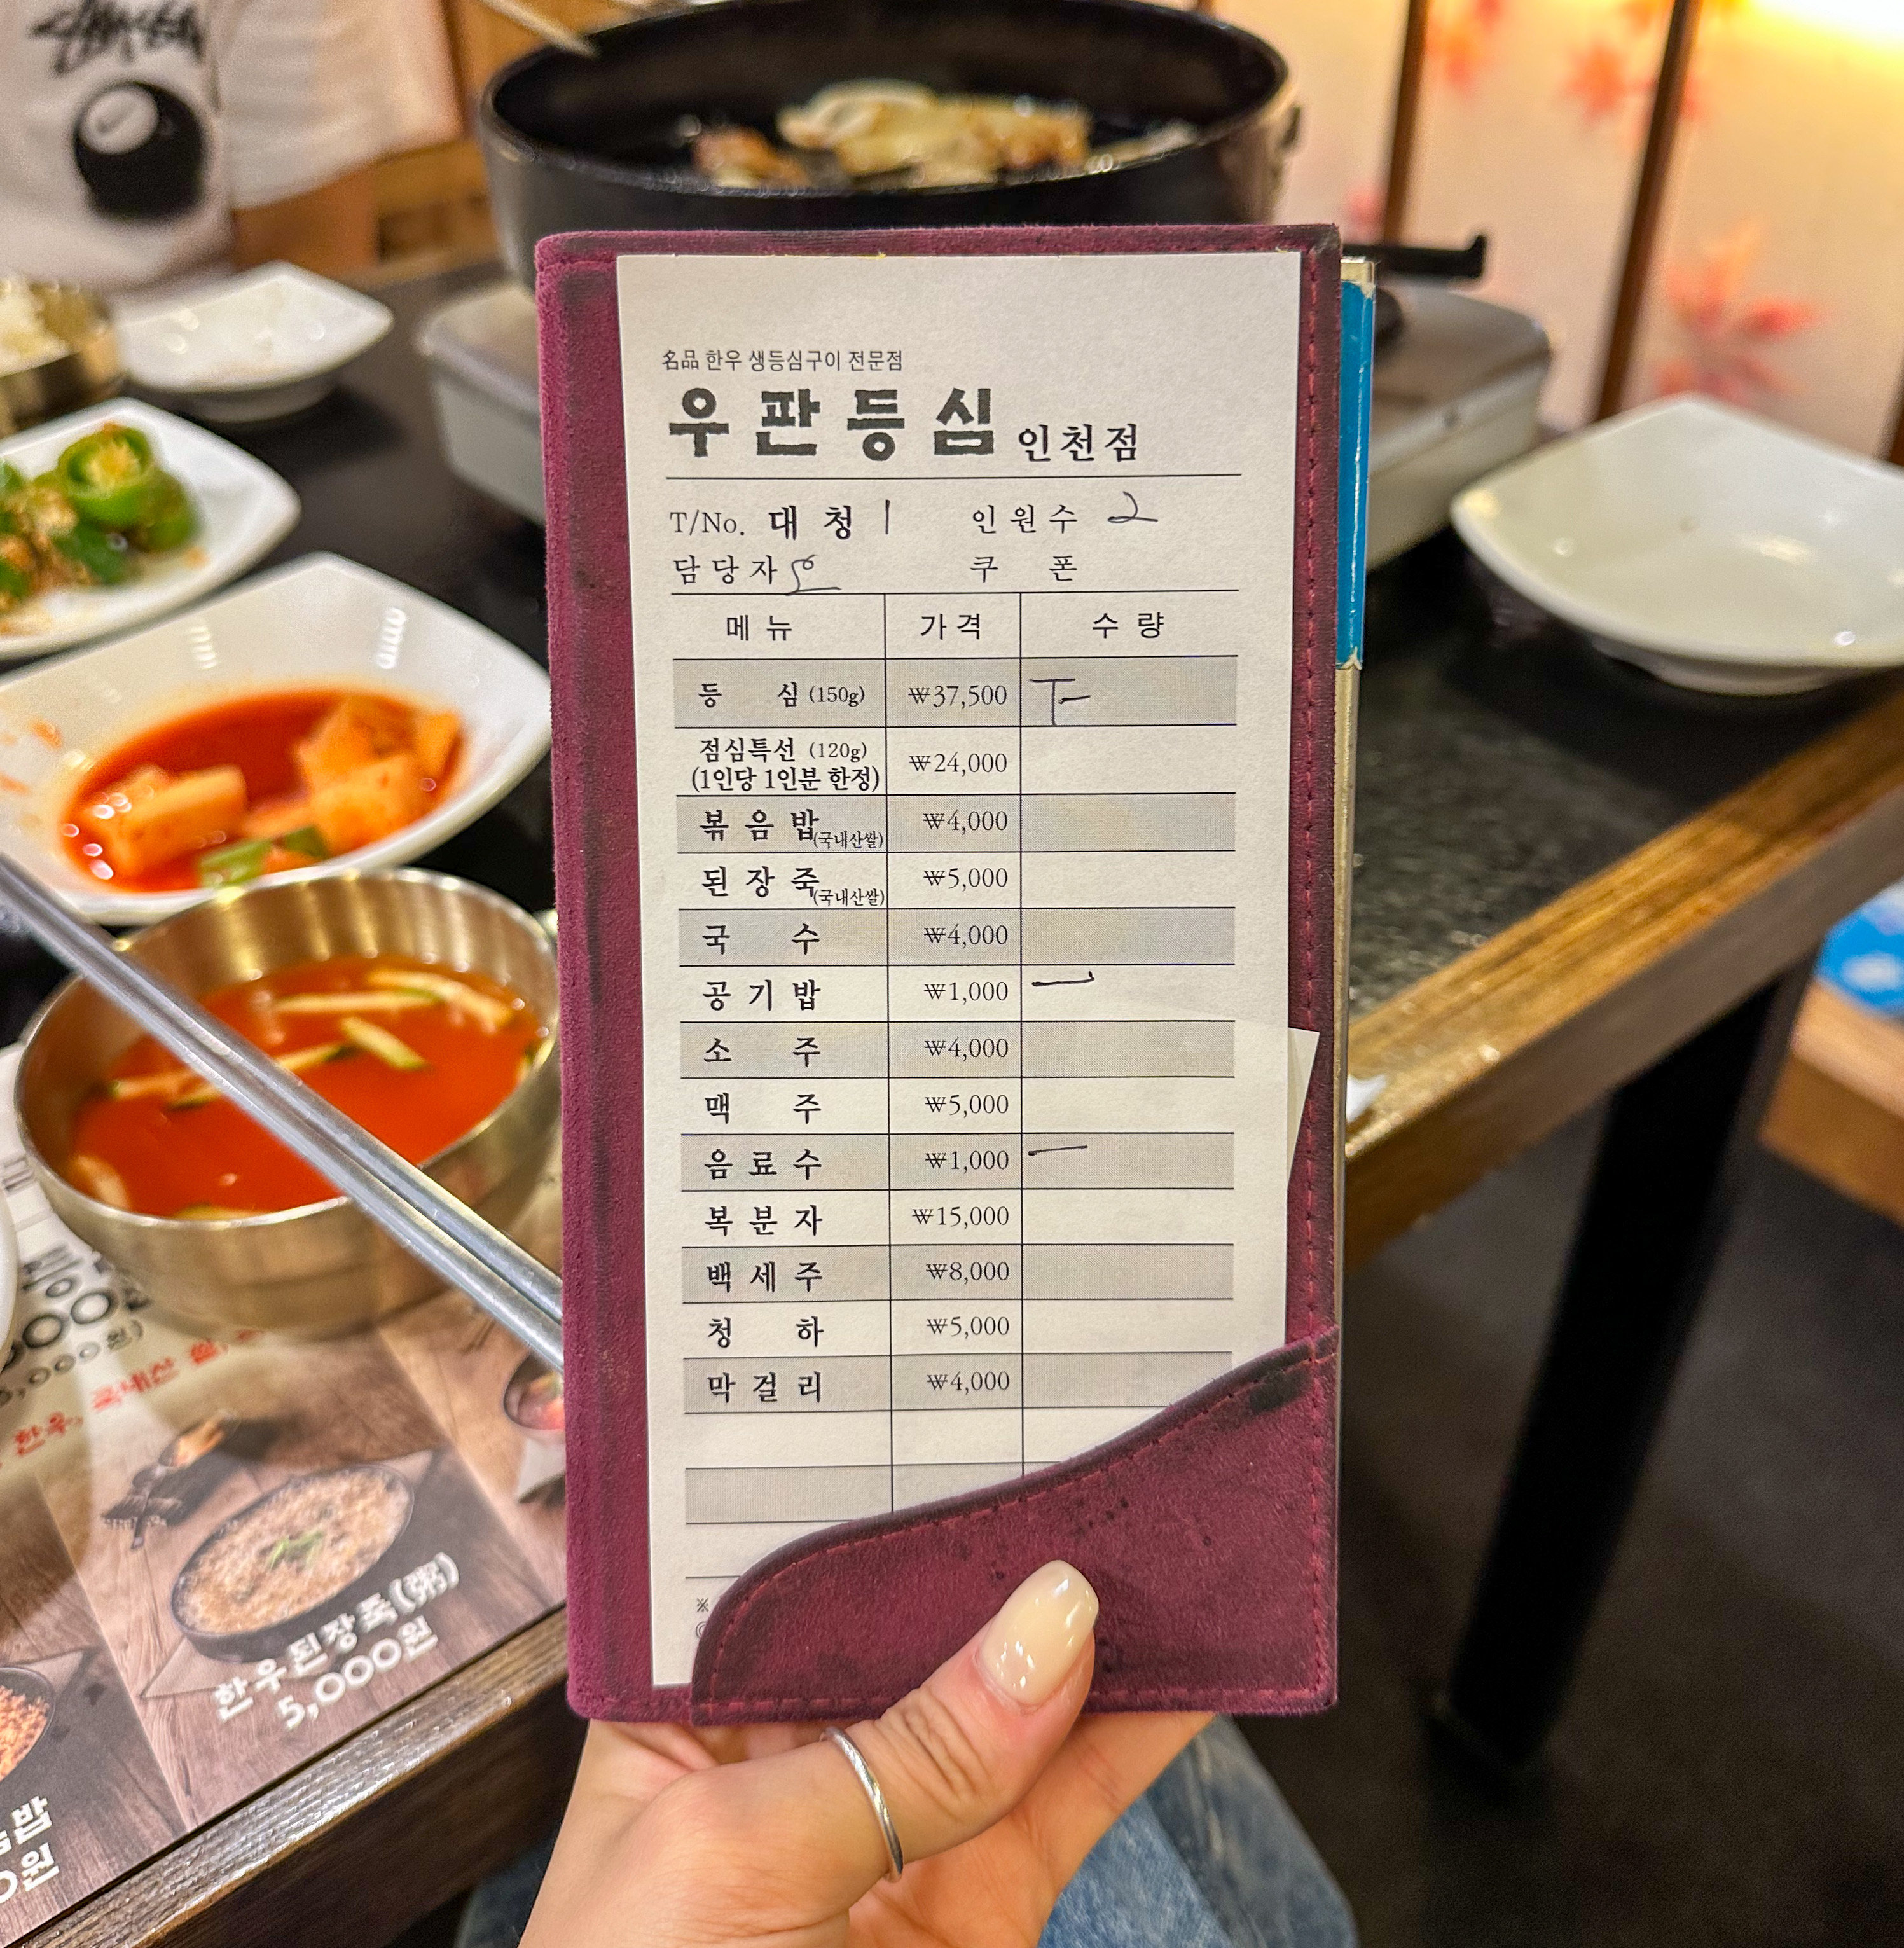 名品 한우 생등심구이 전문점
우판등심 인천점
T/No. 대청 1 인원수 2
담당자 쿠폰
메뉴 가격 수량
등심 (150g) ₩37,500
점심특선 (120g) ₩24,000
(1인당 1인분 한정)
볶음밥(국내산쌀) ₩4,000
된장죽(국내산쌀) ₩5,000
국수 ₩4,000
공기밥 ₩1,000 一
소주 ₩4,000
맥주 ₩5,000
음료수 ₩1,000 一
복분자 ₩15,000
백세주 ₩8,000
청하 ₩5,000
막걸리 ₩4,000
※
한우된장죽(粥)
5,000원